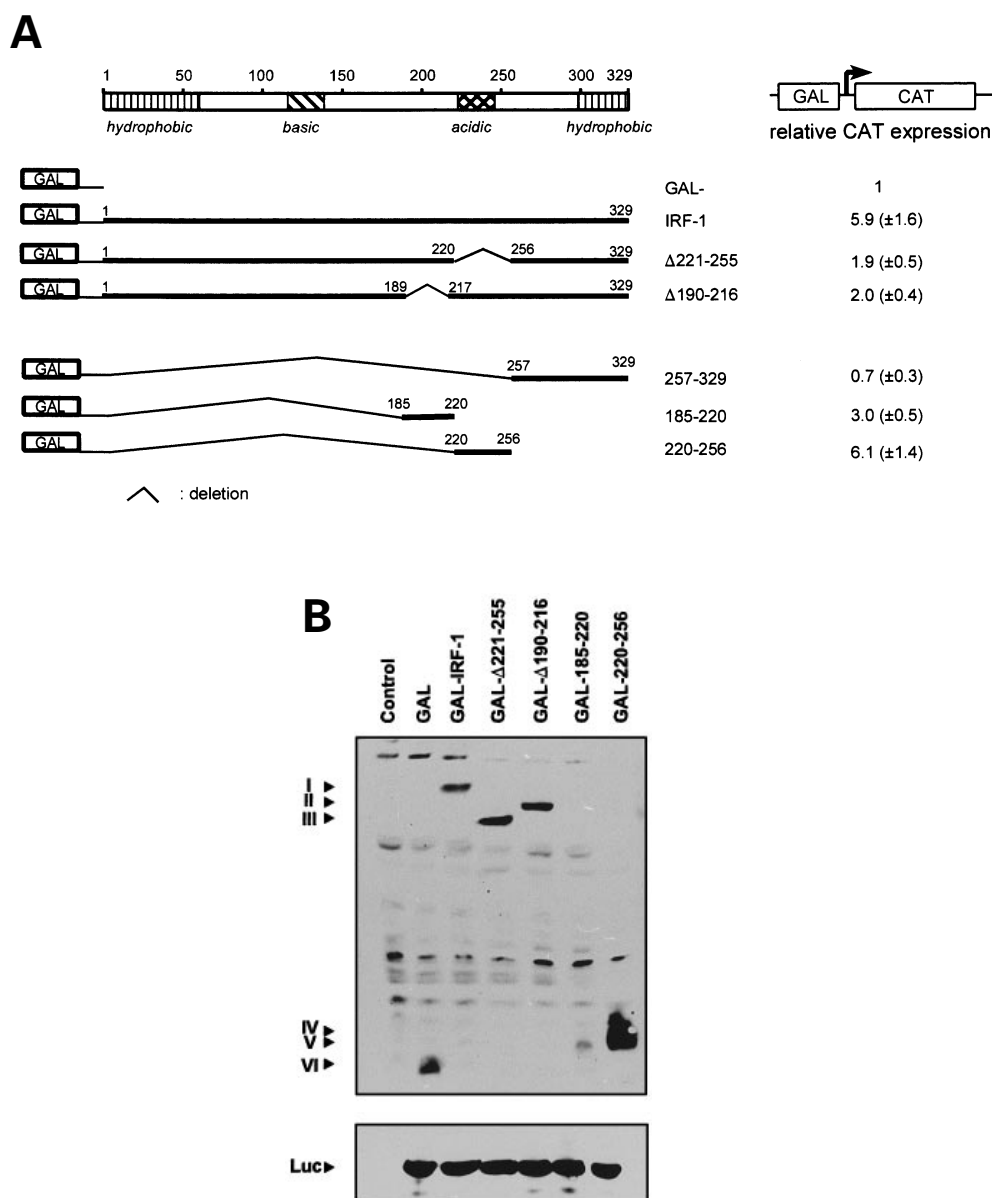 A
1 50 100 150 200 250 300 329
hydrophobic basic acidic hydrophobic
GAL CAT
relative CAT expression
GAL GAL- 1
GAL 1 329 IRF-1 5.9 (±1.6)
GAL 1 220 256 329 Δ221-255 1.9 (±0.5)
GAL 1 189 217 329 Δ190-216 2.0 (±0.4)
GAL 257 329 257-329 0.7 (±0.3)
GAL 185 220 185-220 3.0 (±0.5)
GAL 220 256 220-256 6.1 (±1.4)
: deletion
B
Control
GAL
GAL-IRF-1
GAL-Δ221-255
GAL-Δ190-216
GAL-185-220
GAL-220-256
I
II
III
IV
V
VI
Luc